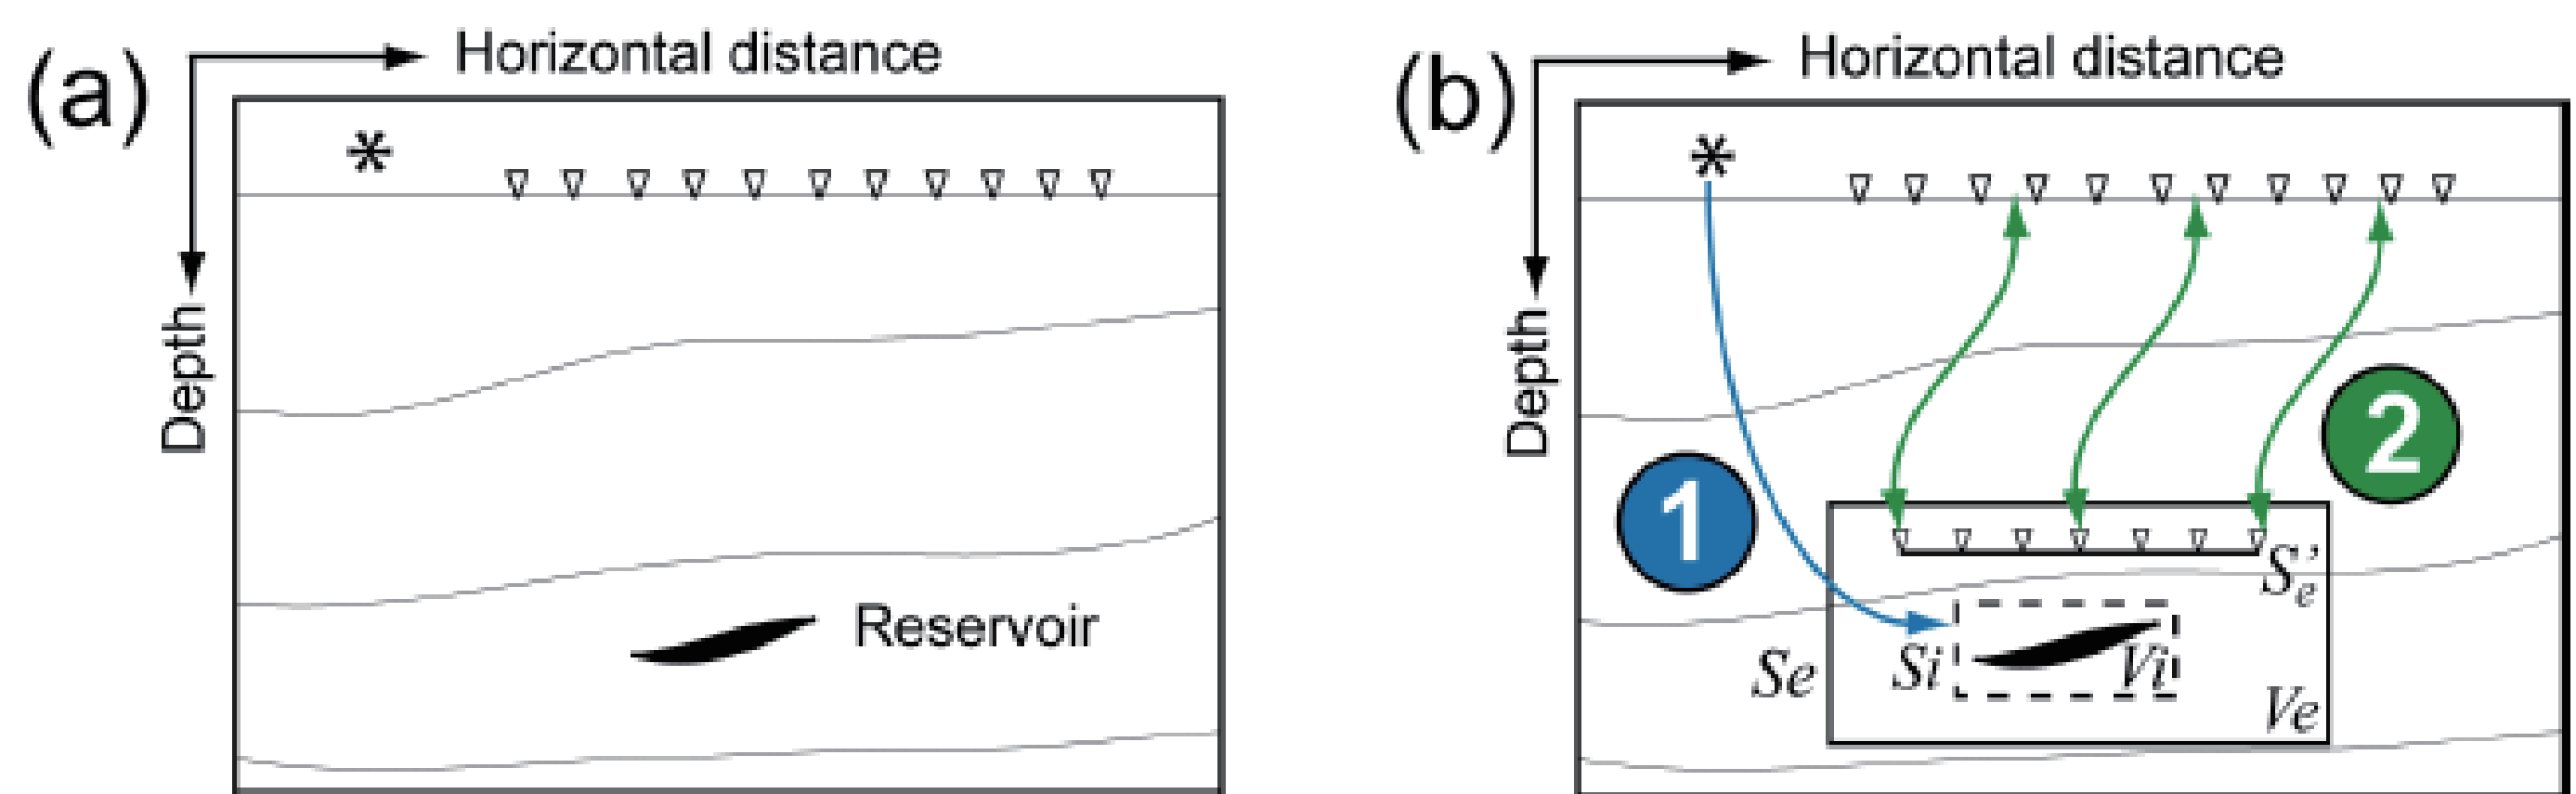 (a)
Horizontal distance
*
Depth
Reservoir
(b)
Horizontal distance
*
Depth
1
2
S'e
Se
Si
Vi
Ve